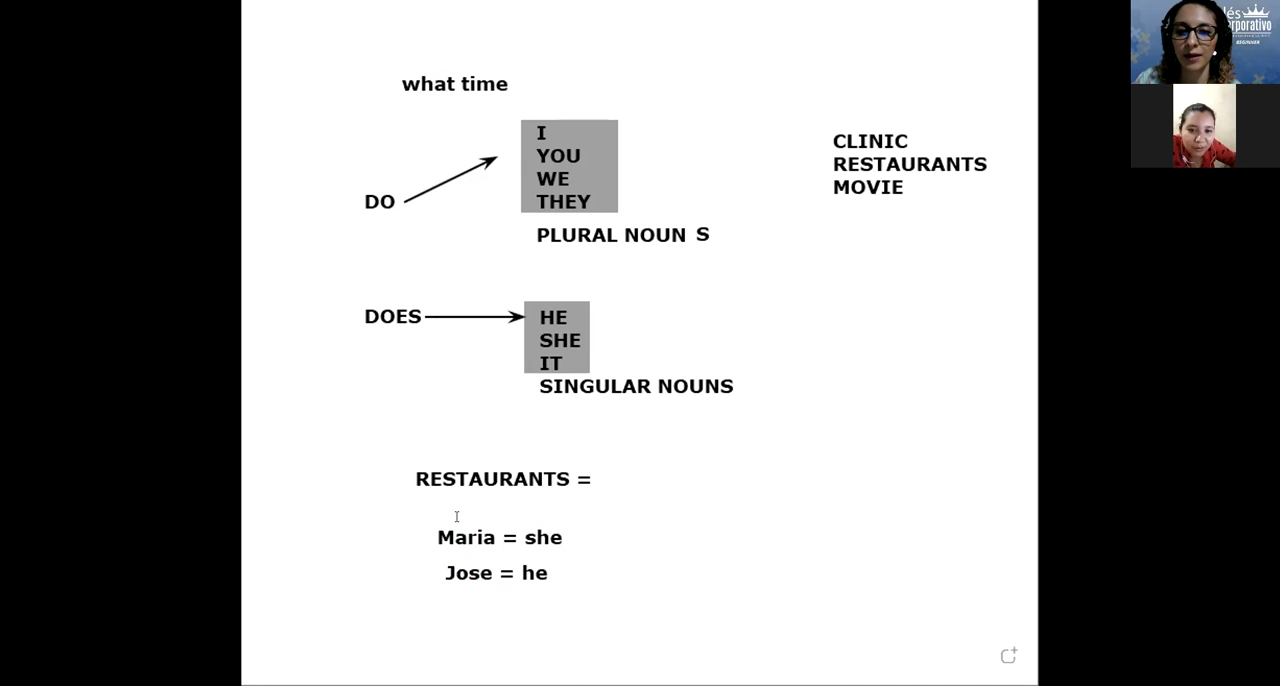 what time
I
YOU
WE
THEY
DO
PLURAL NOUN S
CLINIC
RESTAURANTS
MOVIE
DOES
HE
SHE
IT
SINGULAR NOUNS
RESTAURANTS =
Maria = she
Jose = he
BEGINNER